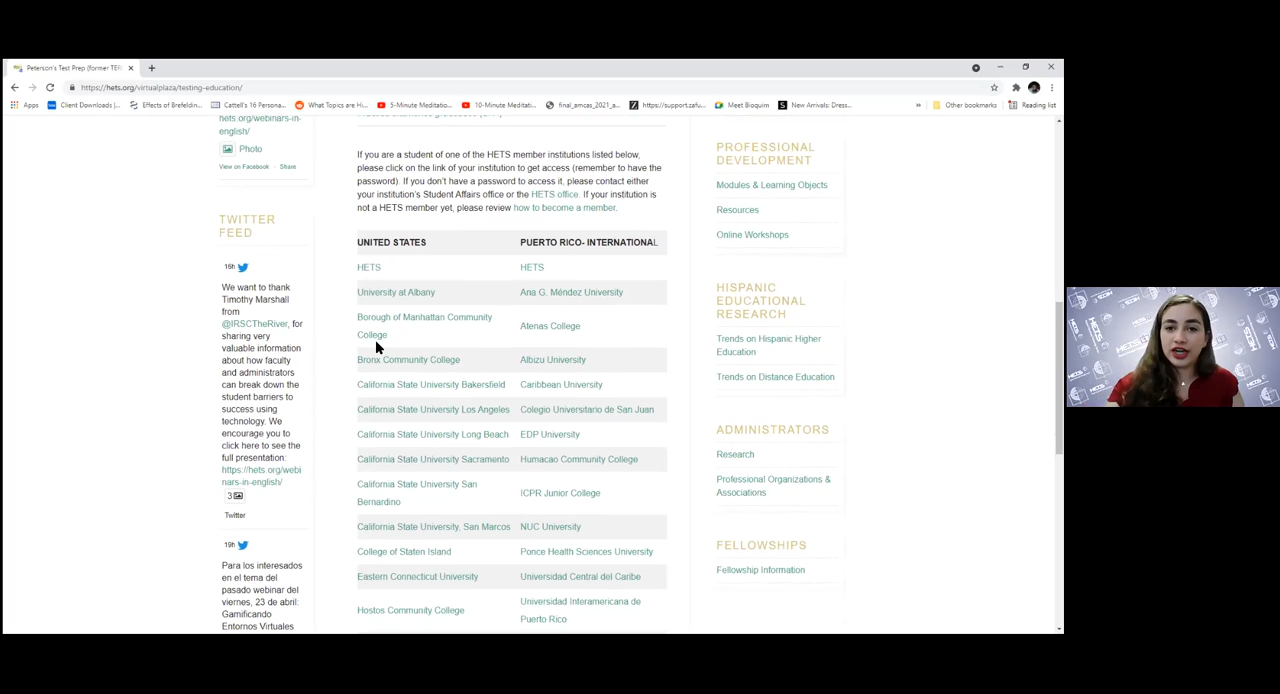 Peterson's Test Prep (former TER
https://hets.org/virtualplaza/testing-education/
Apps
Client Downloads |...
Effects of Brefeldin...
Cattell's 16 Persona...
What Topics are Hi...
5-Minute Meditatio...
10-Minute Meditati...
final_amcas_2021_a...
https://support.zafu...
Meet Bioquim
New Arrivals: Dress...
»
Other bookmarks
Reading list
hets.org/webinars-in-
english/
Photo
View on Facebook · Share
TWITTER
FEED
16h
We want to thank
Timothy Marshall
from
@IRSCTheRiver, for
sharing very
valuable information
about how faculty
and administrators
can break down the
student barriers to
success using
technology. We
encourage you to
click here to see the
full presentation:
https://hets.org/webi
nars-in-english/
3
Twitter
19h
Para los interesados
en el tema del
pasado webinar del
viernes, 23 de abril:
Gamificando
Entornos Virtuales
If you are a student of one of the HETS member institutions listed below,
please click on the link of your institution to get access (remember to have the
password). If you don't have a password to access it, please contact either
your institution's Student Affairs office or the HETS office. If your institution is
not a HETS member yet, please review how to become a member.
UNITED STATES PUERTO RICO- INTERNATIONAL
HETS HETS
University at Albany Ana G. Méndez University
Borough of Manhattan Community
College
Atenas College
Bronx Community College Albizu University
California State University Bakersfield Caribbean University
California State University Los Angeles Colegio Universitario de San Juan
California State University Long Beach EDP University
California State University Sacramento Humacao Community College
California State University San
Bernardino
ICPR Junior College
California State University, San Marcos NUC University
College of Staten Island Ponce Health Sciences University
Eastern Connecticut University Universidad Central del Caribe
Hostos Community College
Universidad Interamericana de
Puerto Rico
PROFESSIONAL
DEVELOPMENT
Modules & Learning Objects
Resources
Online Workshops
HISPANIC
EDUCATIONAL
RESEARCH
Trends on Hispanic Higher
Education
Trends on Distance Education
ADMINISTRATORS
Research
Professional Organizations &
Associations
FELLOWSHIPS
Fellowship Information
HETS